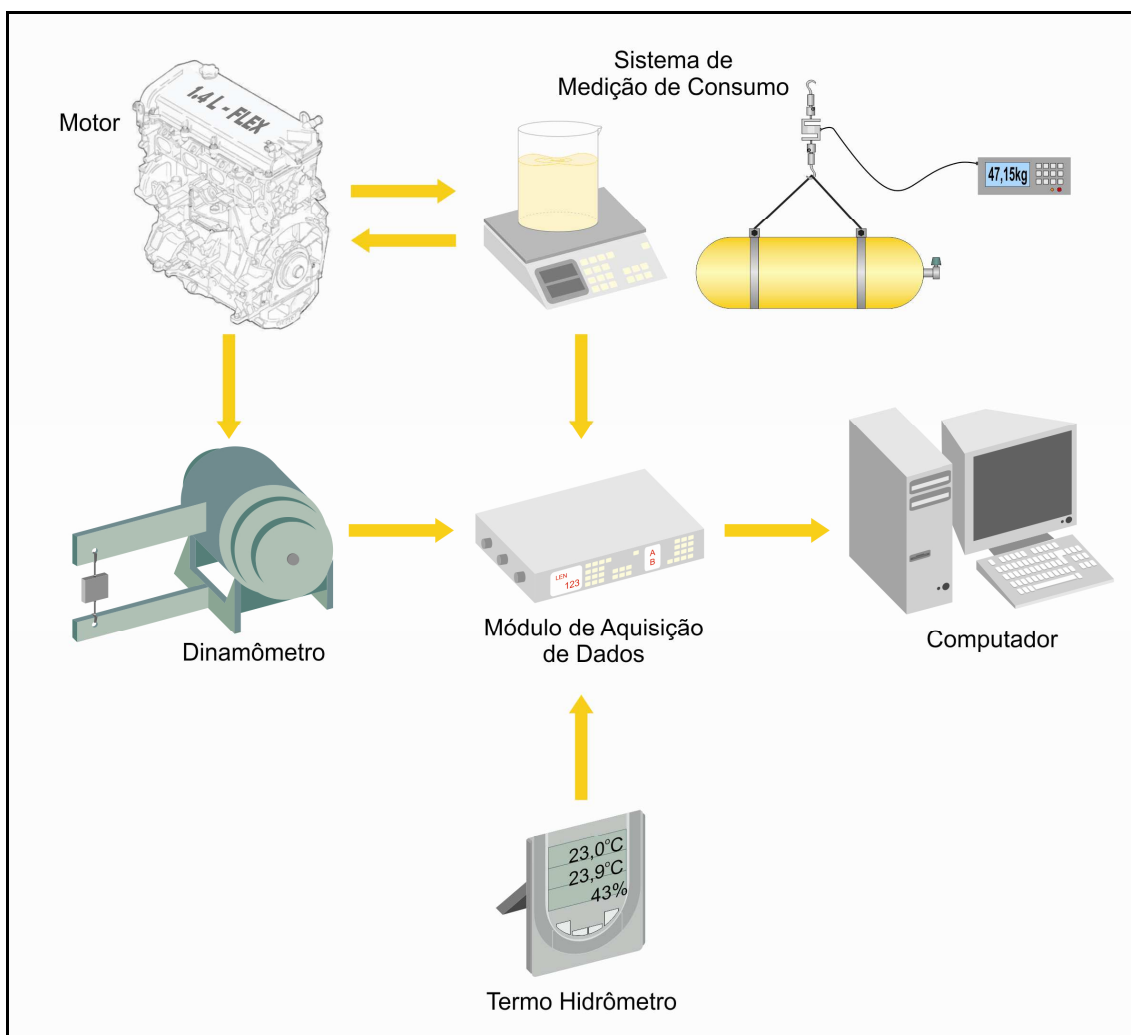 Sistema de
Medição de Consumo
1.4 L - FLEX
Motor
47,15kg
LEN
123
A
B
Dinamômetro
Módulo de Aquisição
de Dados
Computador
23,0°C
23,9°C
43%
Termo Hidrômetro